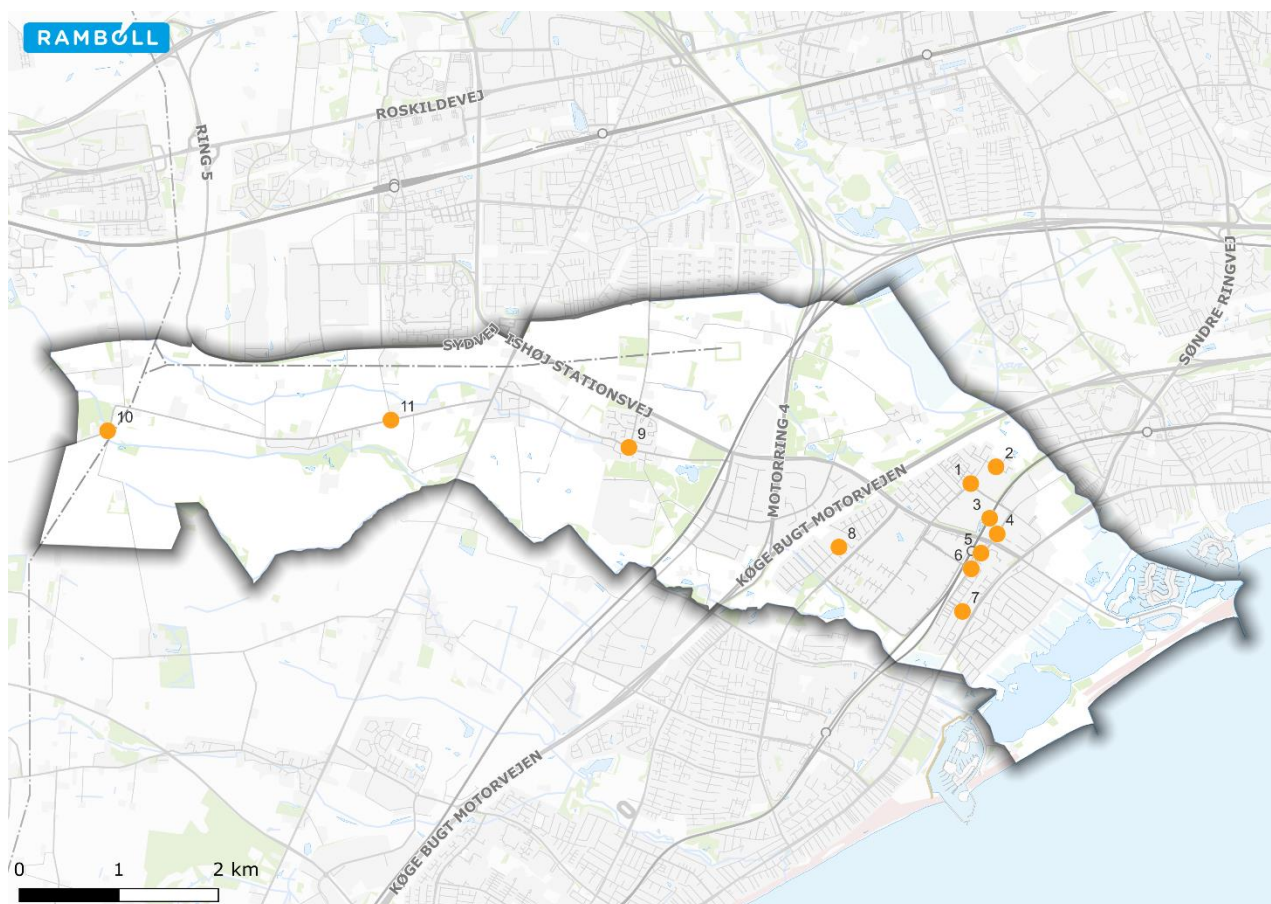 RAMBOLL
ROSKILDEVEJ
RING 5
SØNDRE RINGVEJ
SYDVEJ
ISHØJ STATIONSVEJ
MOTORRING 4
KØGE BUGT MOTORVEJEN
10
11
9
2
1
3
4
5
8
6
7
KØGE BUGT MOTORVEJEN
0 1 2 km